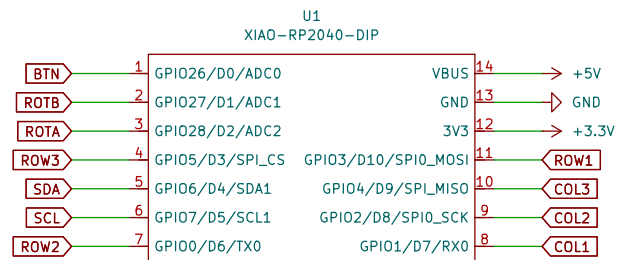 U1
XIAO-RP2040-DIP
BTN 1 GPIO26/D0/ADC0 VBUS 14 +5V
ROTB 2 GPIO27/D1/ADC1 GND 13 GND
ROTA 3 GPIO28/D2/ADC2 3V3 12 +3.3V
ROW3 4 GPIO5/D3/SPI_CS GPIO3/D10/SPI0_MOSI 11 ROW1
SDA 5 GPIO6/D4/SDA1 GPIO4/D9/SPI_MISO 10 COL3
SCL 6 GPIO7/D5/SCL1 GPIO2/D8/SPI0_SCK 9 COL2
ROW2 7 GPIO0/D6/TX0 GPIO1/D7/RX0 8 COL1